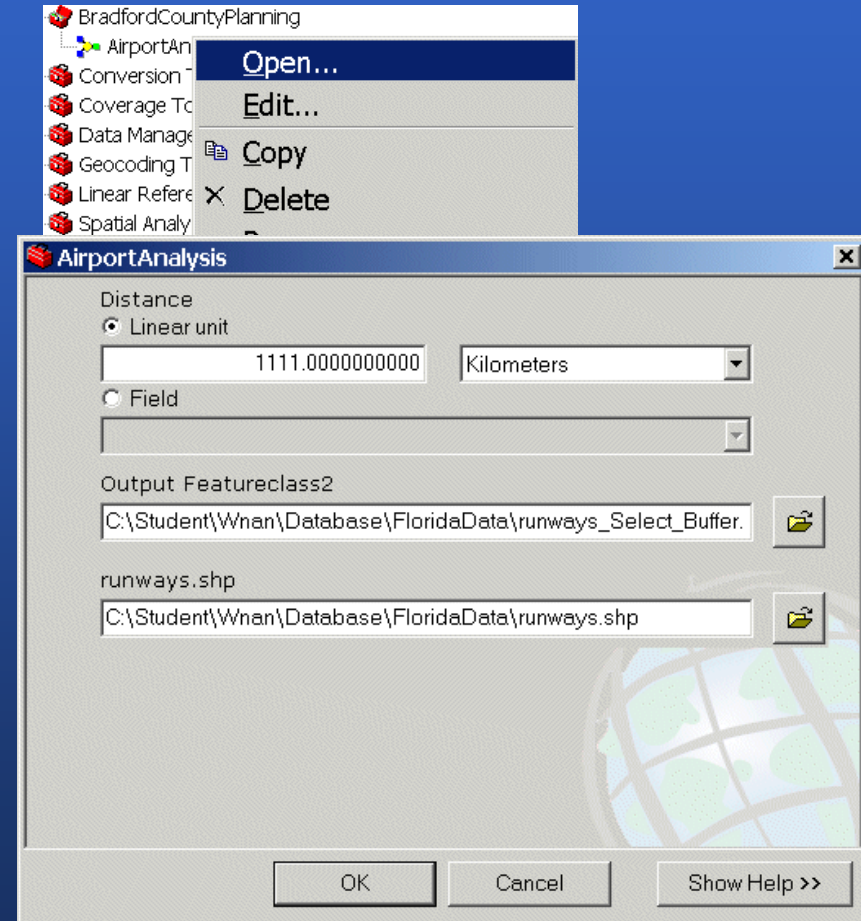 BradfordCountyPlanning
AirportAn
Open...
Conversion
Edit...
Coverage To
Data Manage
Copy
Geocoding T
Linear Refere
Delete
Spatial Analy
AirportAnalysis
Distance
Linear unit
1111.0000000000 Kilometers
Field
Output Featureclass2
C:\Student\Wnan\Database\FloridaData\runways_Select_Buffer.
runways.shp
C:\Student\Wnan\Database\FloridaData\runways.shp
OK Cancel Show Help >>